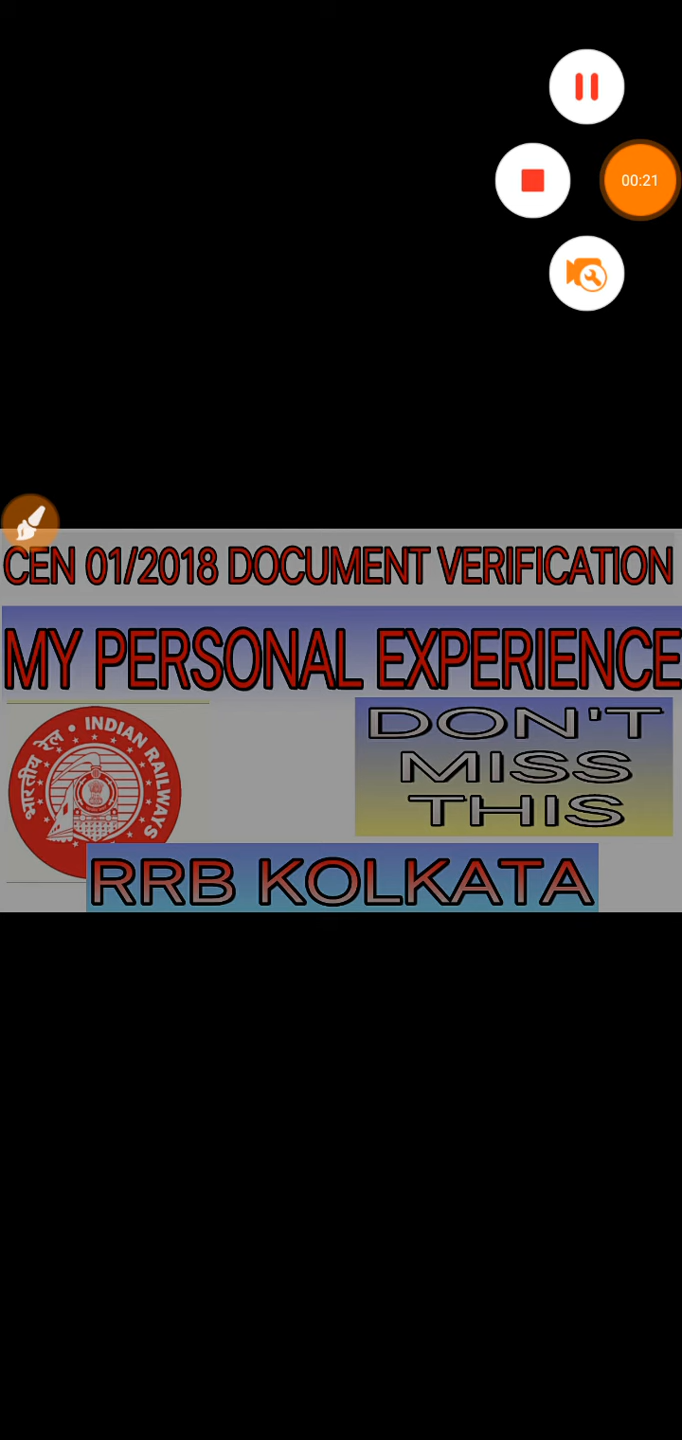 00:21
CEN 01/2018 DOCUMENT VERIFICATION
MY PERSONAL EXPERIENCE
भारतीय रेल • INDIAN RAILWAYS
DON'T
MISS
THIS
RRB KOLKATA